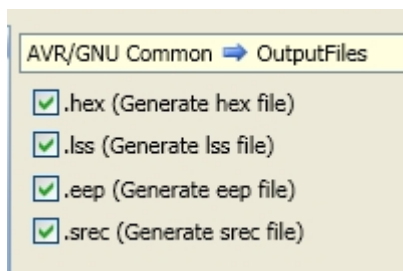 AVR/GNU Common ➡ OutputFiles
.hex (Generate hex file)
.lss (Generate lss file)
.eep (Generate eep file)
.srec (Generate srec file)